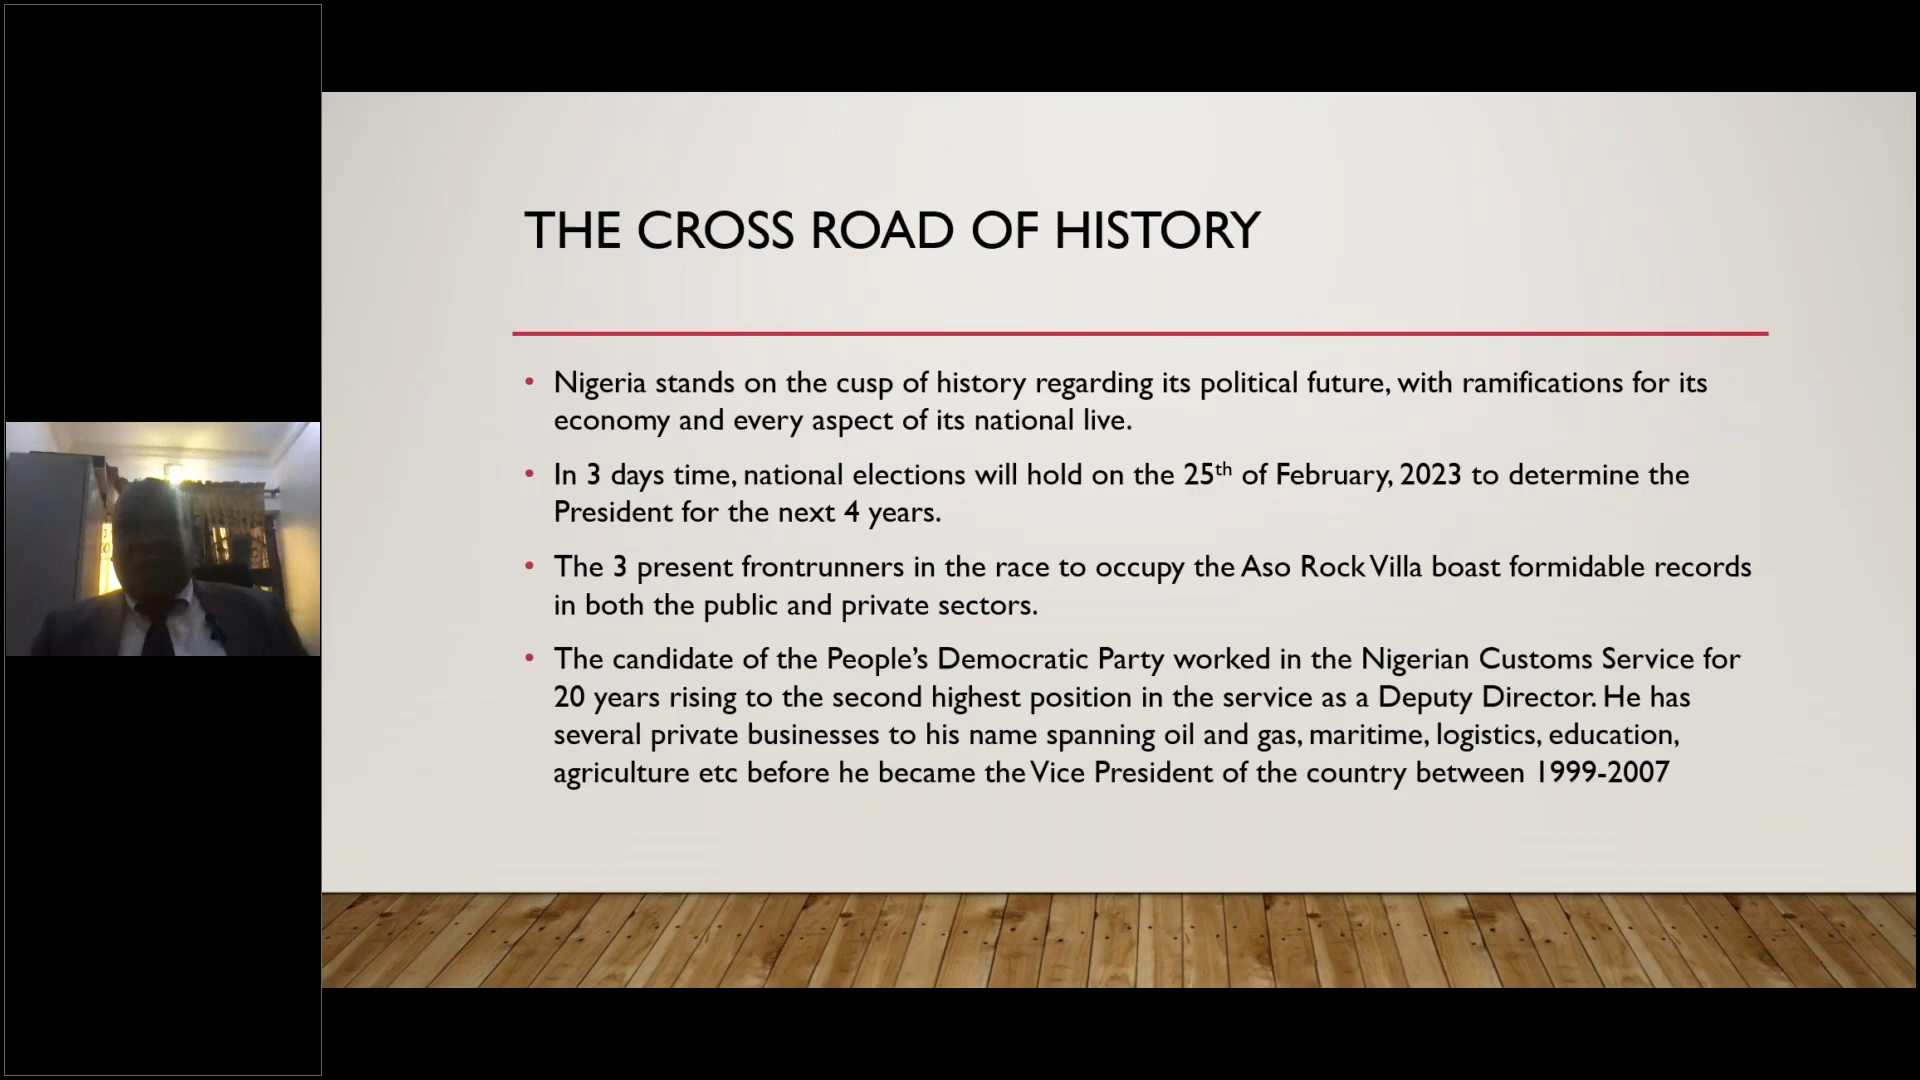 THE CROSS ROAD OF HISTORY
• Nigeria stands on the cusp of history regarding its political future, with ramifications for its
economy and every aspect of its national live.
• In 3 days time, national elections will hold on the 25th of February, 2023 to determine the
President for the next 4 years.
• The 3 present frontrunners in the race to occupy the Aso Rock Villa boast formidable records
in both the public and private sectors.
• The candidate of the People’s Democratic Party worked in the Nigerian Customs Service for
20 years rising to the second highest position in the service as a Deputy Director. He has
several private businesses to his name spanning oil and gas, maritime, logistics, education,
agriculture etc before he became the Vice President of the country between 1999-2007